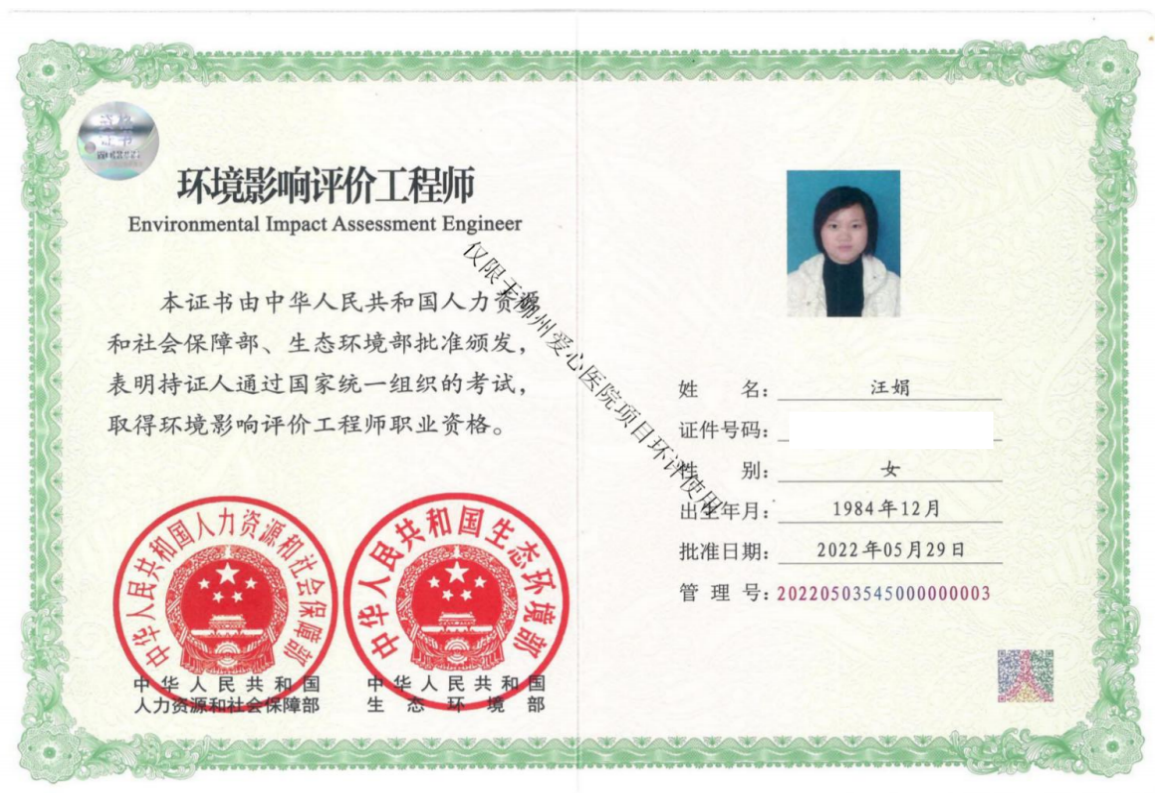 环境影响评价工程师
Environmental Impact Assessment Engineer
本证书由中华人民共和国人力资源
和社会保障部、生态环境部批准颁发，
表明持证人通过国家统一组织的考试，
取得环境影响评价工程师职业资格。
中华人民共和国人力资源和社会保障部
中华人民共和国生态环境部
中华人民共和国
人力资源和社会保障部
中华人民共和国
生态环境部
仅限于柳州爱心医院项目环评使用
姓名：汪娟
证件号码：
性别：女
出生年月：1984年12月
批准日期：2022年05月29日
管理号：20220503545000000003